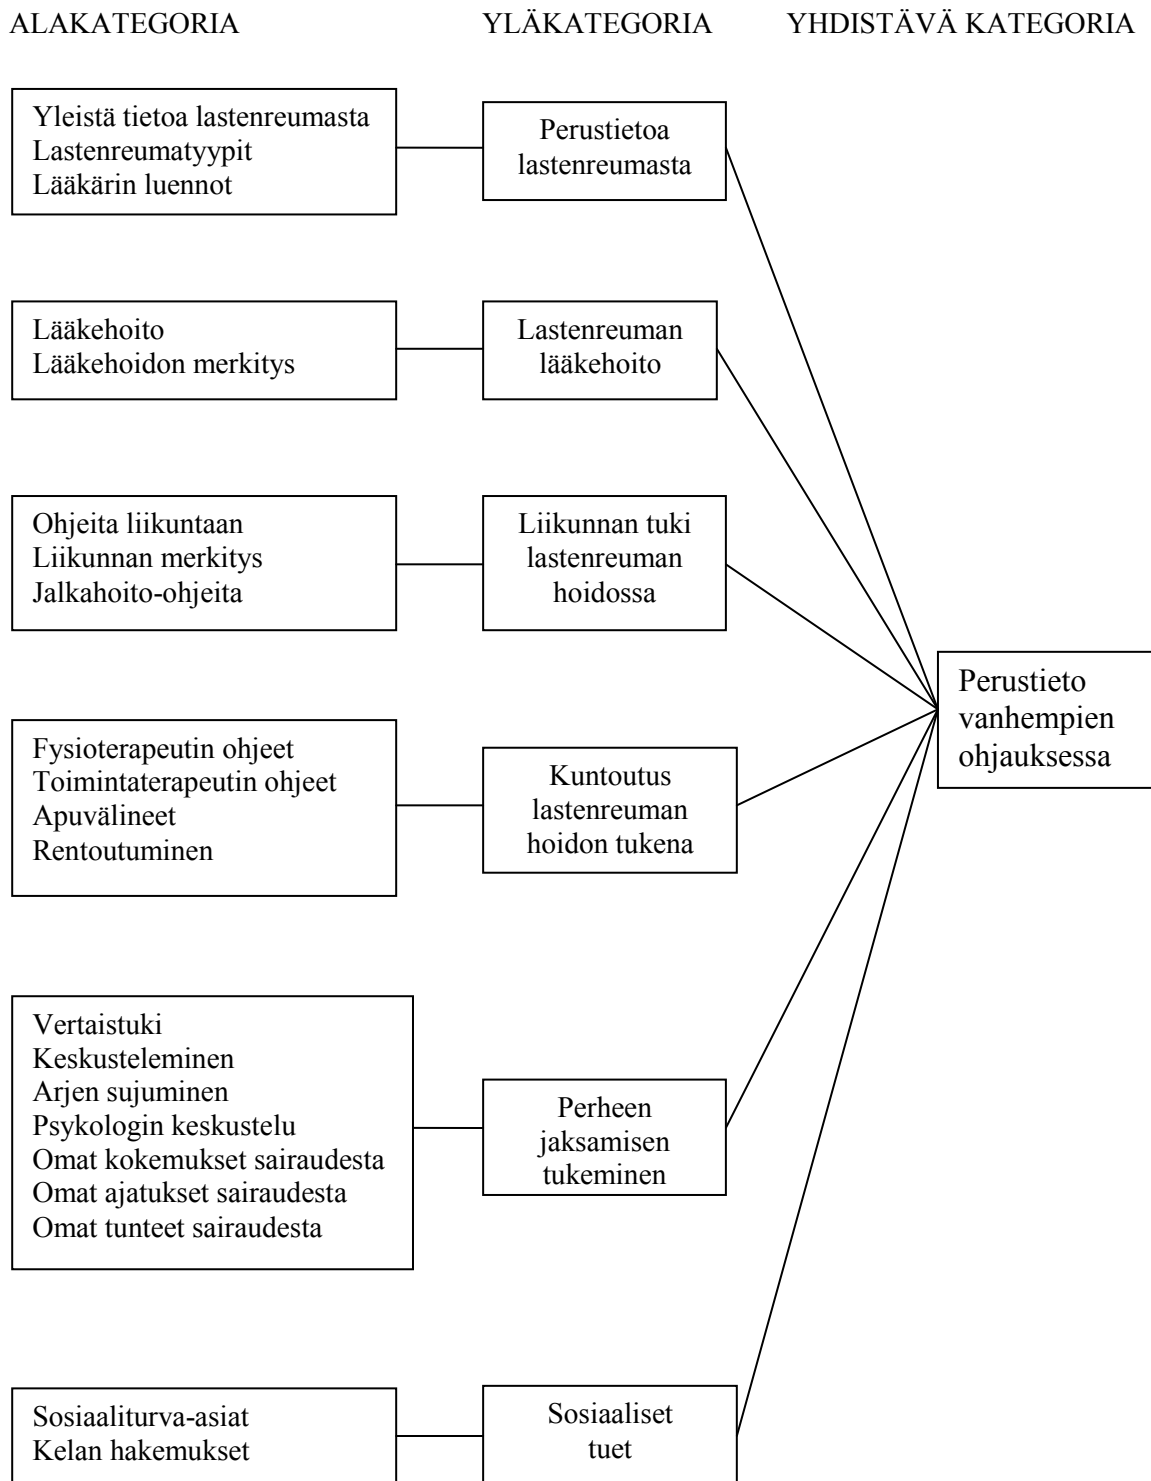 ALAKATEGORIA YLÄKATEGORIA YHDISTÄVÄ KATEGORIA
Yleistä tietoa lastenreumasta
Lastenreumatyypit
Lääkärin luennot
Perustietoa
lastenreumasta
Lääkehoito
Lääkehoidon merkitys
Lastenreuman
lääkehoito
Ohjeita liikuntaan
Liikunnan merkitys
Jalkahoito-ohjeita
Liikunnan tuki
lastenreuman
hoidossa
Perustieto
vanhempien
ohjauksessa
Fysioterapeutin ohjeet
Toimintaterapeutin ohjeet
Apuvälineet
Rentoutuminen
Kuntoutus
lastenreuman
hoidon tukena
Vertaistuki
Keskusteleminen
Arjen sujuminen
Psykologin keskustelu
Omat kokemukset sairaudesta
Omat ajatukset sairaudesta
Omat tunteet sairaudesta
Perheen
jaksamisen
tukeminen
Sosiaaliturva-asiat
Kelan hakemukset
Sosiaaliset
tuet